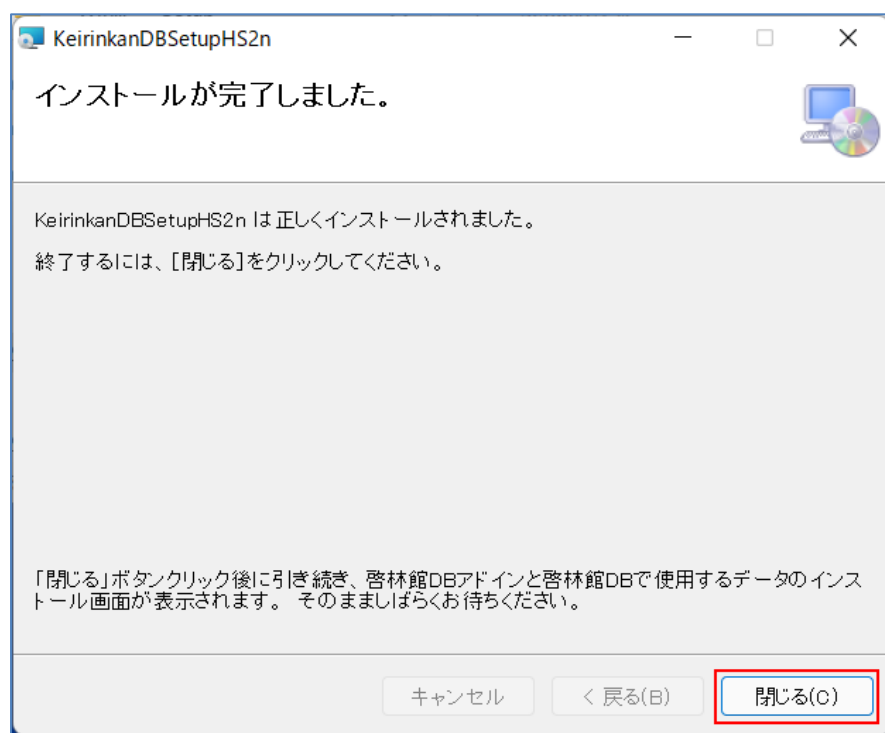 KeirinkanDBSetupHS2n
インストールが完了しました。
KeirinkanDBSetupHS2n は正しくインストールされました。
終了するには、[閉じる]をクリックしてください。
「閉じる」ボタンクリック後に引き続き、啓林館DBアドインと啓林館DBで使用するデータのインス
トール画面が表示されます。 そのまましばらくお待ちください。
キャンセル
< 戻る(B)
閉じる(C)